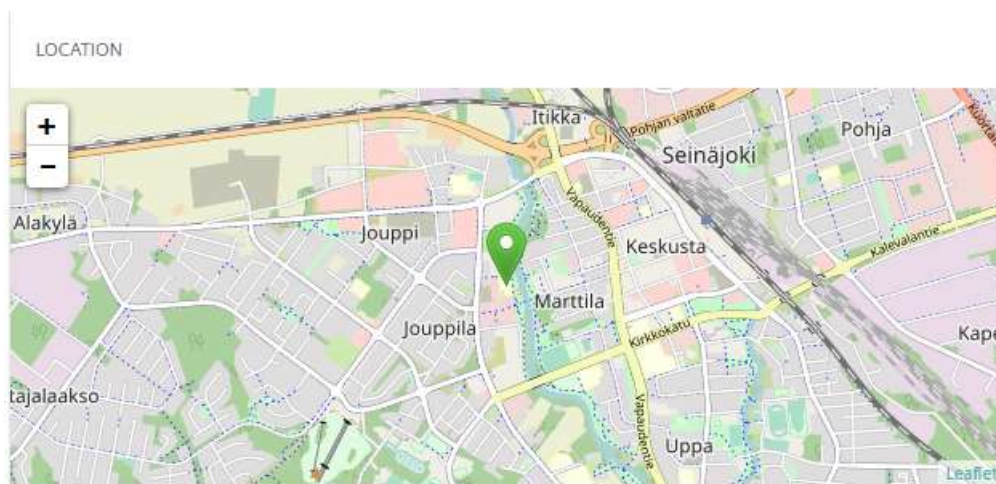 LOCATION
+
−
Itikka
Pohjan valtatie
Pohja
Seinäjoki
Alakylä
Jouppi
Vapaudentie
Keskusta
Kalevalantie
Marttila
Jouppila
Kirkkokatu
Kape
tajalaakso
Vapaudentie
Uppa
Leaflet